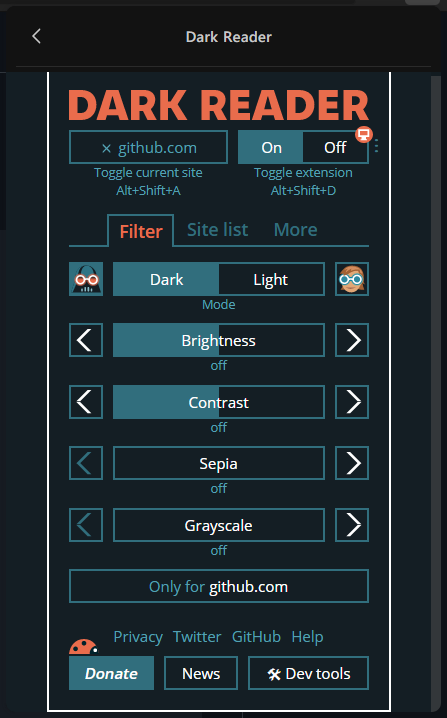 Dark Reader
DARK READER
× github.com
On Off
Toggle current site Toggle extension
Alt+Shift+A Alt+Shift+D
Filter Site list More
Dark Light
Mode
Brightness
off
Contrast
off
Sepia
off
Grayscale
off
Only for github.com
Privacy Twitter GitHub Help
Donate News 🛠 Dev tools